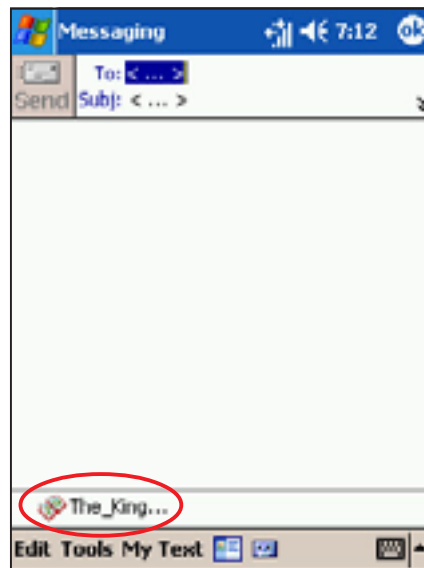 Messaging 7:12 ok
To: < ... >
Send Subj: < ... >
The_King...
Edit Tools My Text